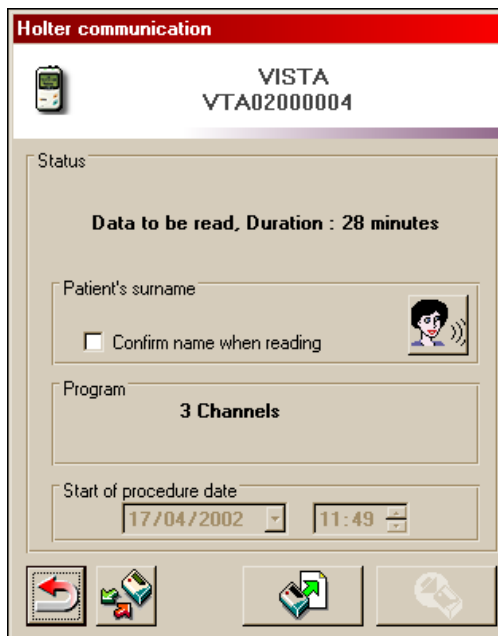 Holter communication
VISTA
VTA02000004
Status
Data to be read, Duration : 28 minutes
Patient's surname
Confirm name when reading
Program
3 Channels
Start of procedure date
17/04/2002 11:49